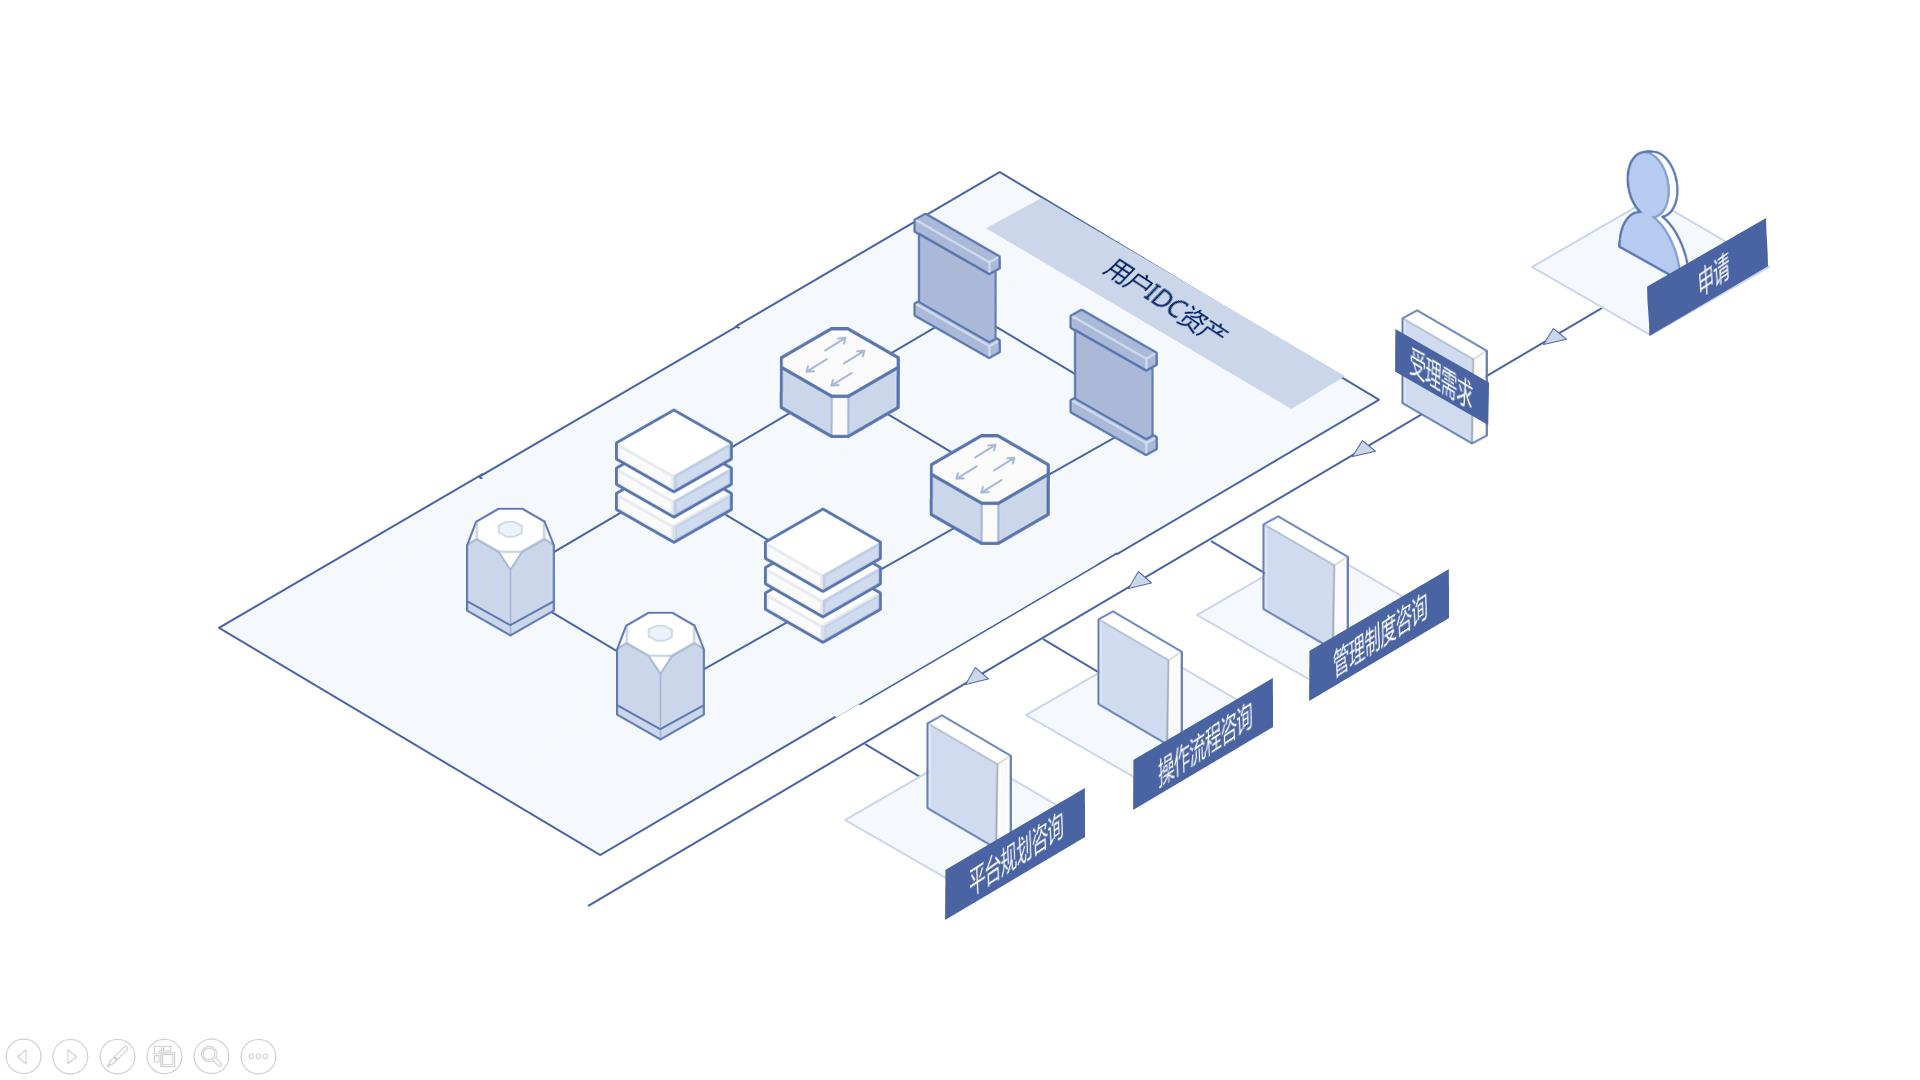 申请
用户IDC资产
受理需求
管理制度咨询
操作流程咨询
平台规划咨询